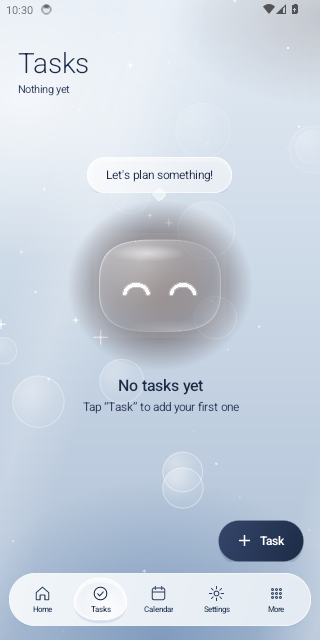 10:30
Tasks
Nothing yet
Let's plan something!
No tasks yet
Tap “Task” to add your first one
Task
Home
Tasks
Calendar
Settings
More